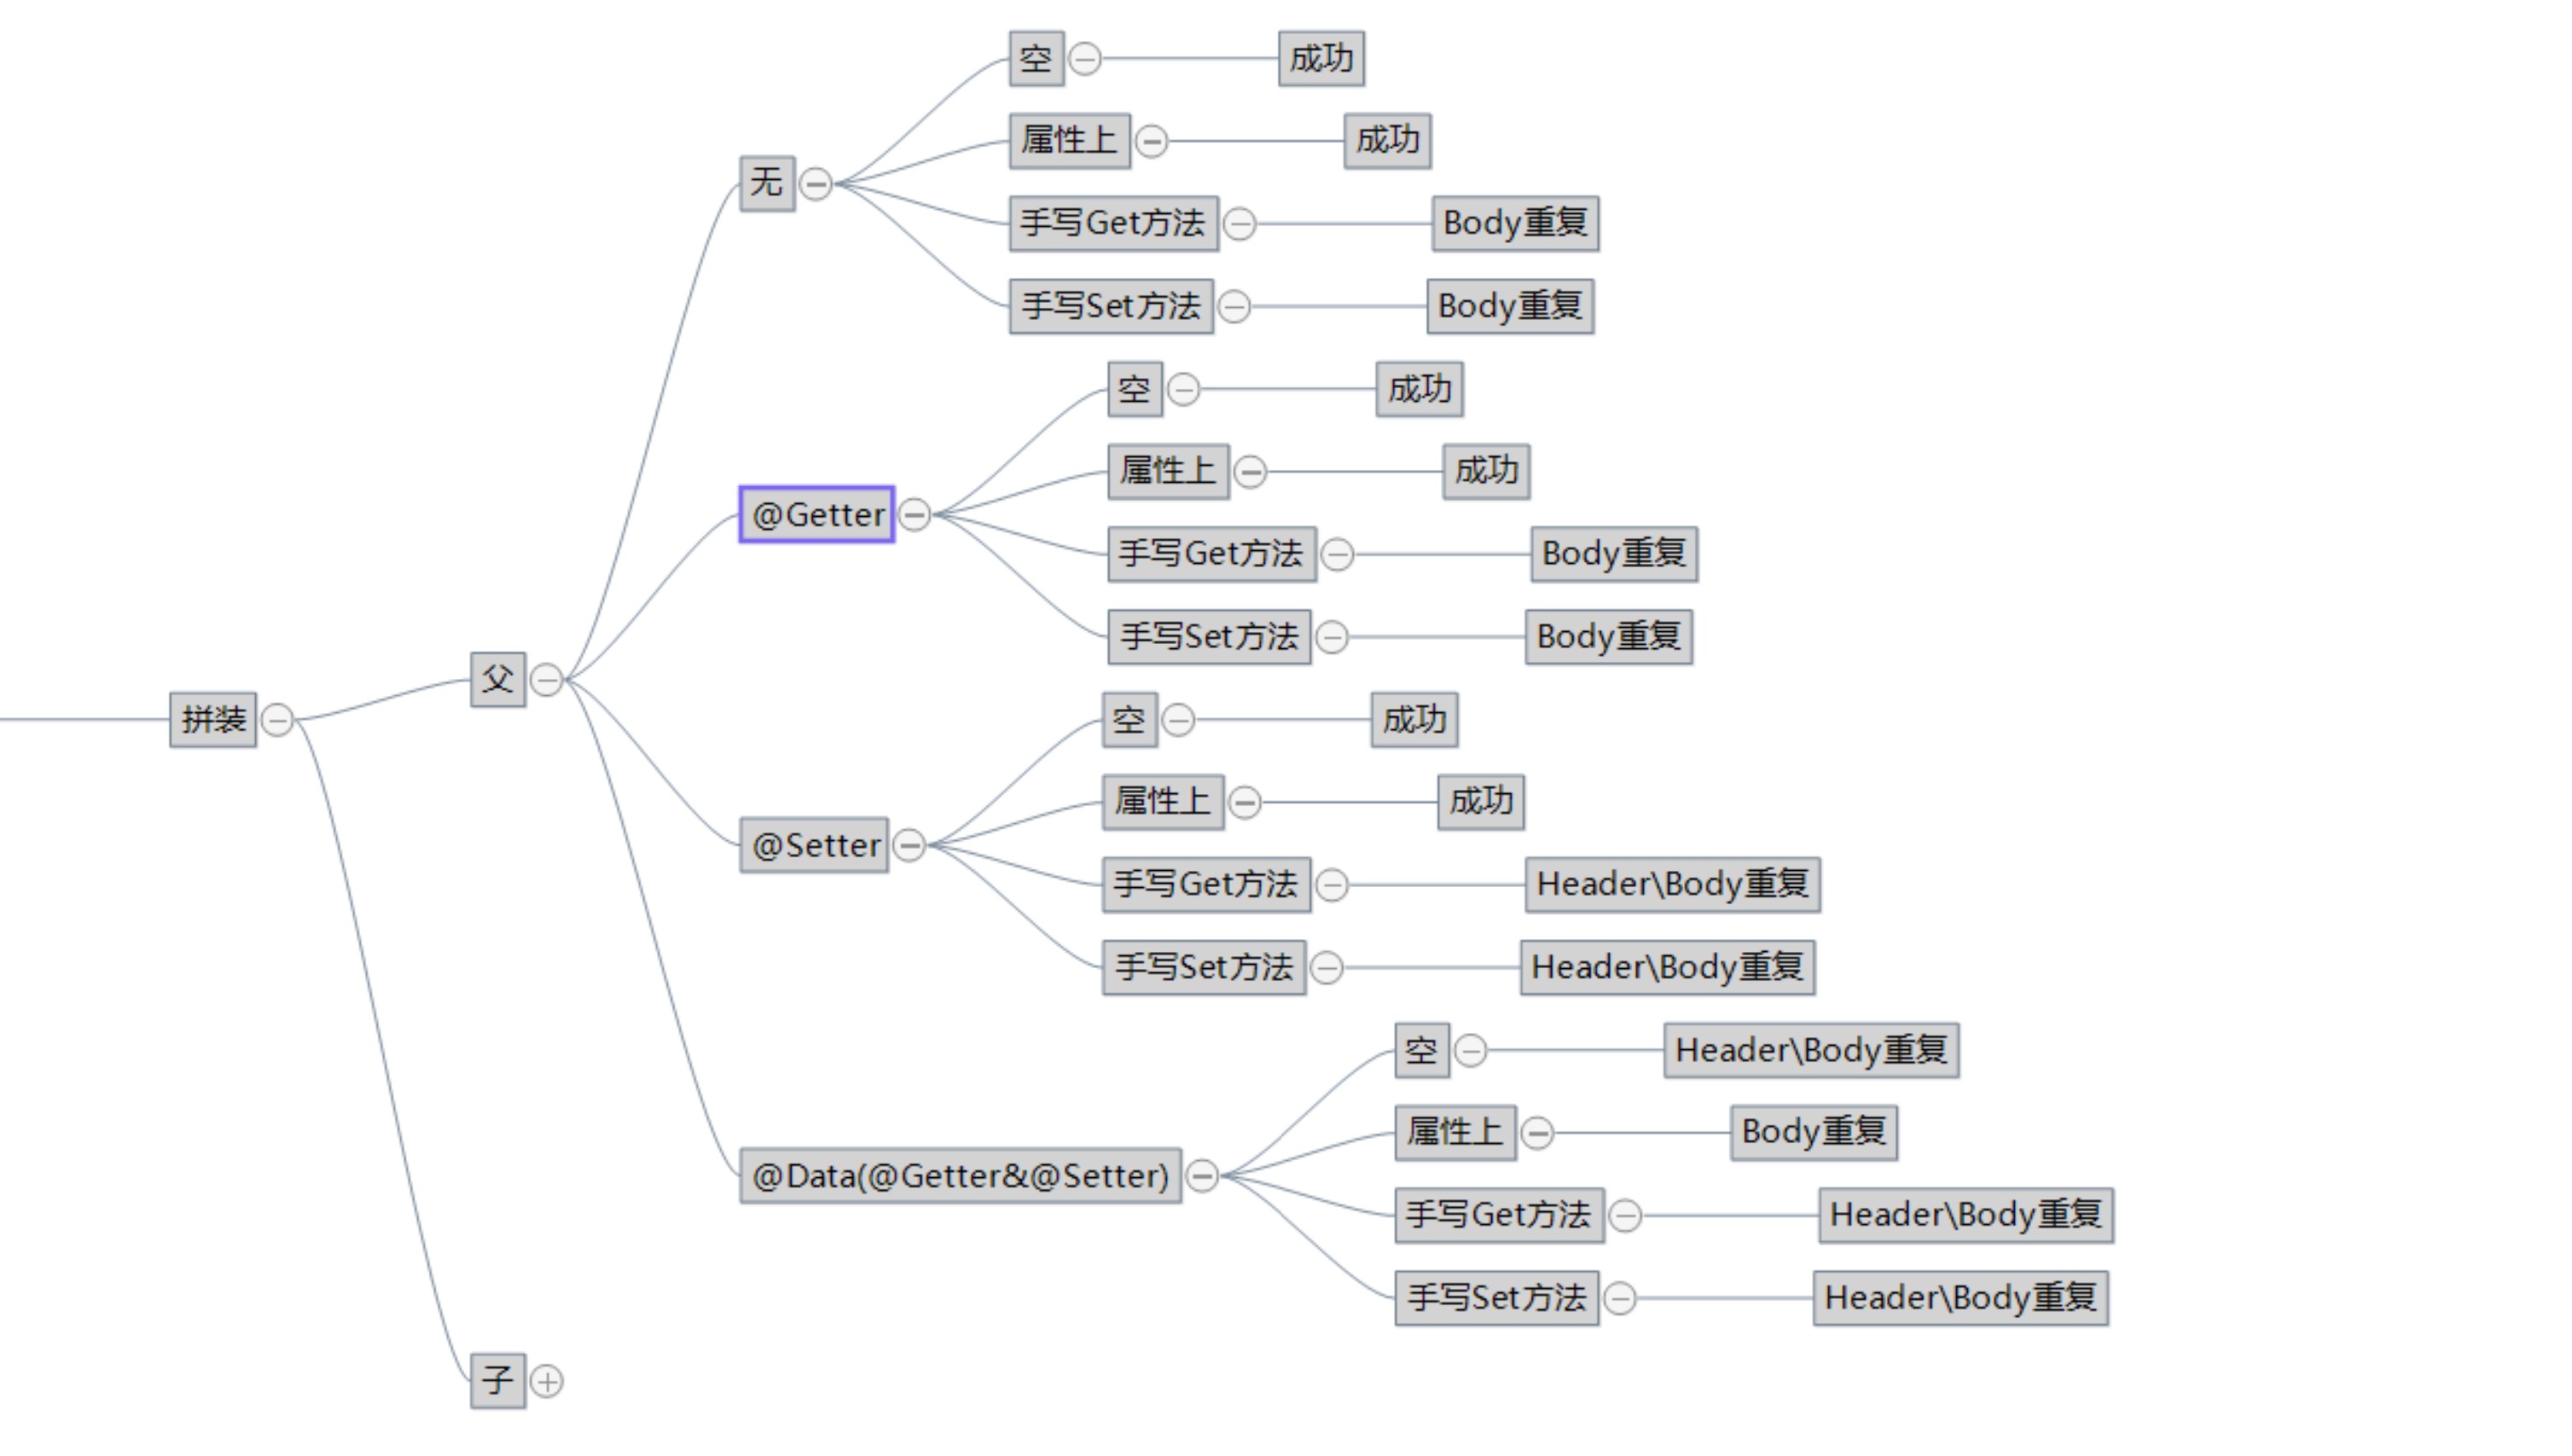 空 成功
属性上 成功
无
手写Get方法 Body重复
手写Set方法 Body重复
空 成功
属性上 成功
@Getter
手写Get方法 Body重复
手写Set方法 Body重复
父
拼装
空 成功
属性上 成功
@Setter
手写Get方法 Header\Body重复
手写Set方法 Header\Body重复
空 Header\Body重复
属性上 Body重复
@Data(@Getter&@Setter)
手写Get方法 Header\Body重复
手写Set方法 Header\Body重复
子